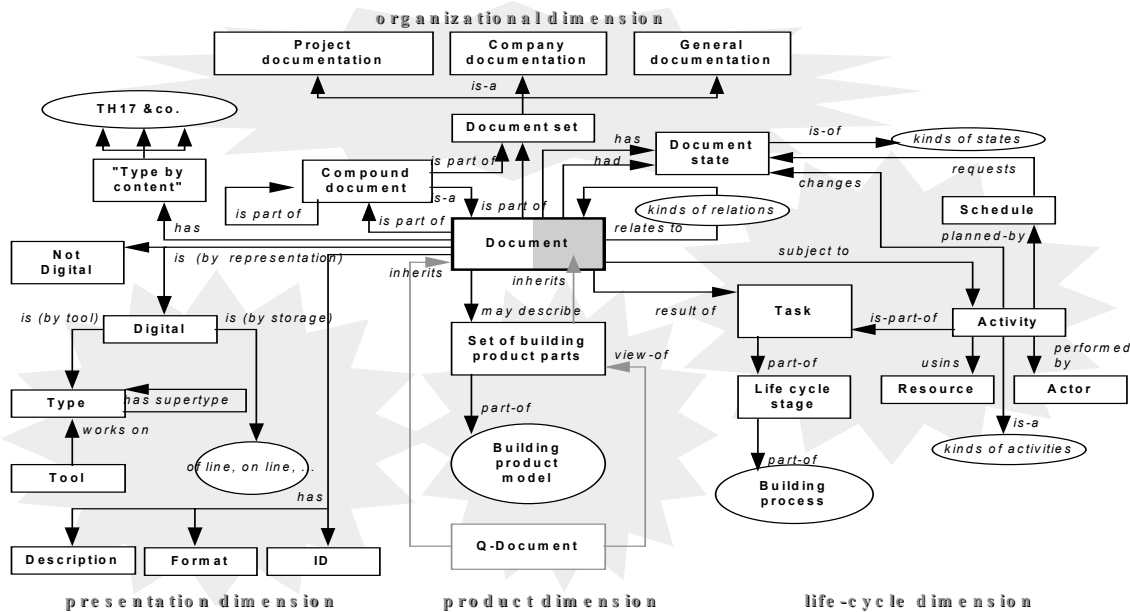 organizational dimension
Project
documentation
Company
documentation
General
documentation
is-a
TH17 & co.
Document set
has
had
Document
state
is-of
kinds of states
"Type by
content"
Compound
document
is part of
is-a
requests
changes
is part of
is part of
is part of
kinds of relations
Schedule
has
Document
relates to
planned-by
Not
Digital
is (by representation)
inherits
inherits
subject to
is (by tool)
Digital
is (by storage)
may describe
result of
Task
is-part-of
Activity
Set of building
product parts
view-of
usins
performed
by
part-of
Type
has supertype
Life cycle
stage
Resource
Actor
works on
part-of
is-a
kinds of activities
Tool
of line, on line, ...
Building
product
model
part-of
Building
process
has
Description
Format
ID
Q-Document
presentation dimension
product dimension
life-cycle dimension